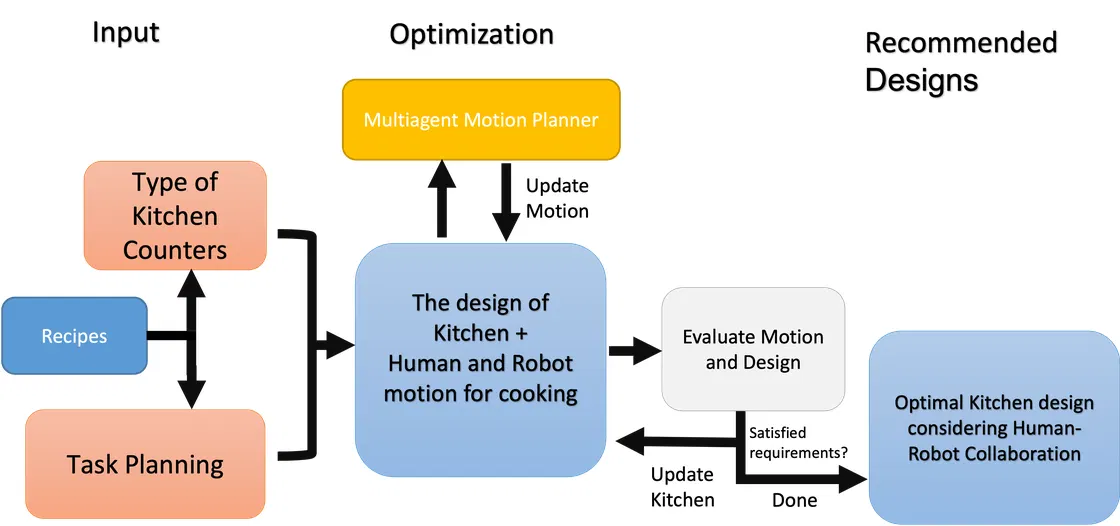 Input
Optimization
Recommended
Designs
Multiagent Motion Planner
Update
Motion
Type of
Kitchen
Counters
Recipes
Task Planning
The design of
Kitchen +
Human and Robot
motion for cooking
Evaluate Motion
and Design
Satisfied
requirements?
Update
Kitchen
Done
Optimal Kitchen design
considering Human-
Robot Collaboration